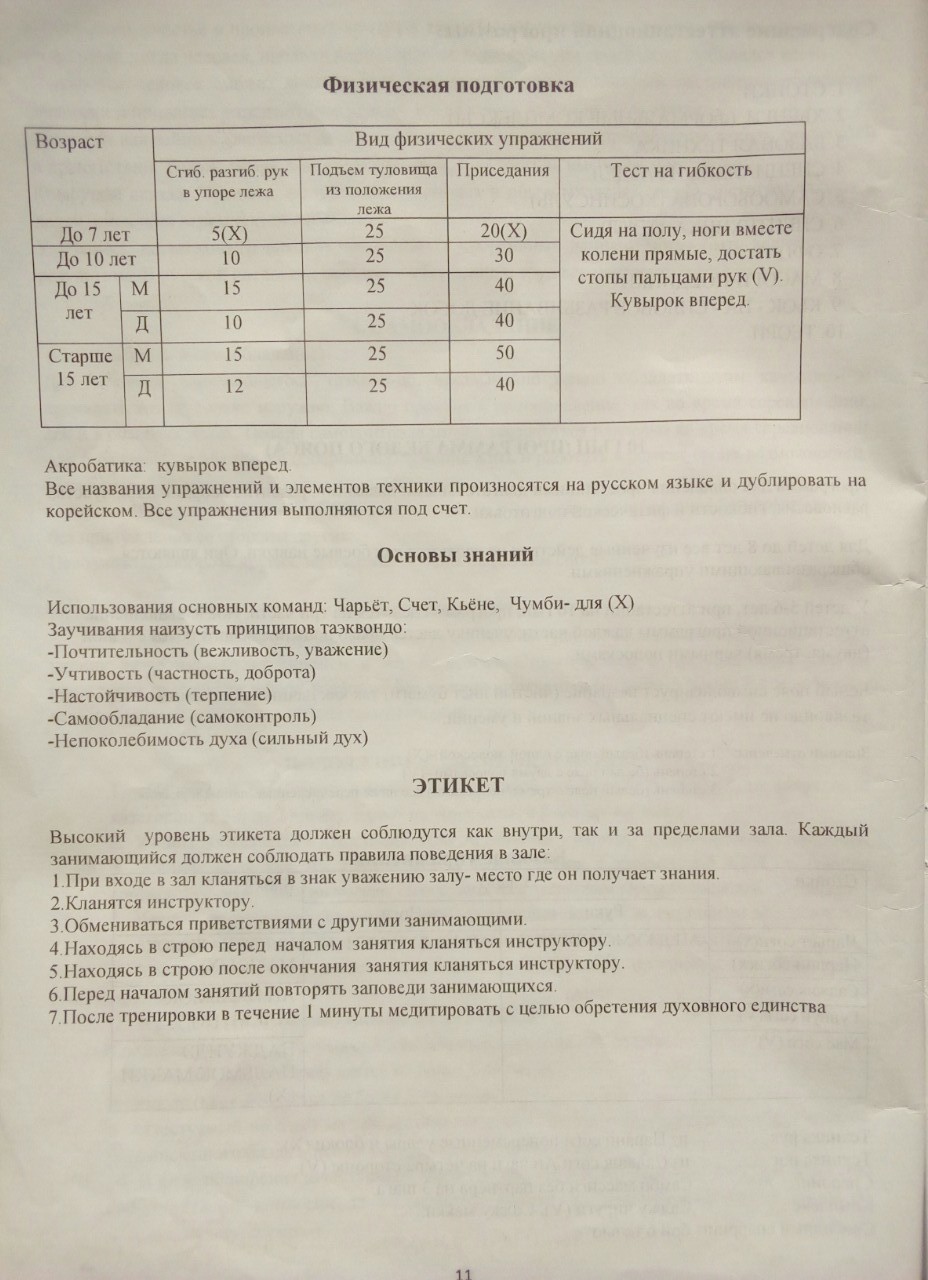 Физическая подготовка
Возраст Вид физических упражнений
Сгиб. разгиб. рук в упоре лежа Подъем туловища из положения лежа Приседания Тест на гибкость
До 7 лет 5(X) 25 20(X) Сидя на полу, ноги вместе
До 10 лет 10 25 30 колени прямые, достать
До 15 лет М 15 25 40 стопы пальцами рук (V).
Д 10 25 40 Кувырок вперед.
Старше 15 лет М 15 25 50
Д 12 25 40
Акробатика: кувырок вперед.
Все названия упражнений и элементов техники произносятся на русском языке и дублировать на
корейском. Все упражнения выполняются под счет.
Основы знаний
Использования основных команд: Чарьёт, Счет, Кьёне, Чумби- для (X)
Заучивания наизусть принципов таэквондо:
-Почтительность (вежливость, уважение)
-Учтивость (частность, доброта)
-Настойчивость (терпение)
-Самообладание (самоконтроль)
-Непоколебимость духа (сильный дух)
ЭТИКЕТ
Высокий уровень этикета должен соблюдутся как внутри, так и за пределами зала. Каждый
занимающийся должен соблюдать правила поведения в зале:
1.При входе в зал кланяться в знак уважению залу- место где он получает знания.
2.Кланятся инструктору.
3.Обмениваться приветствиями с другими занимающими.
4.Находясь в строю перед началом занятия кланяться инструктору.
5.Находясь в строю после окончания занятия кланяться инструктору.
6.Перед началом занятий повторять заповеди занимающихся.
7.После тренировки в течение 1 минуты медитировать с целью обретения духовного единства
11